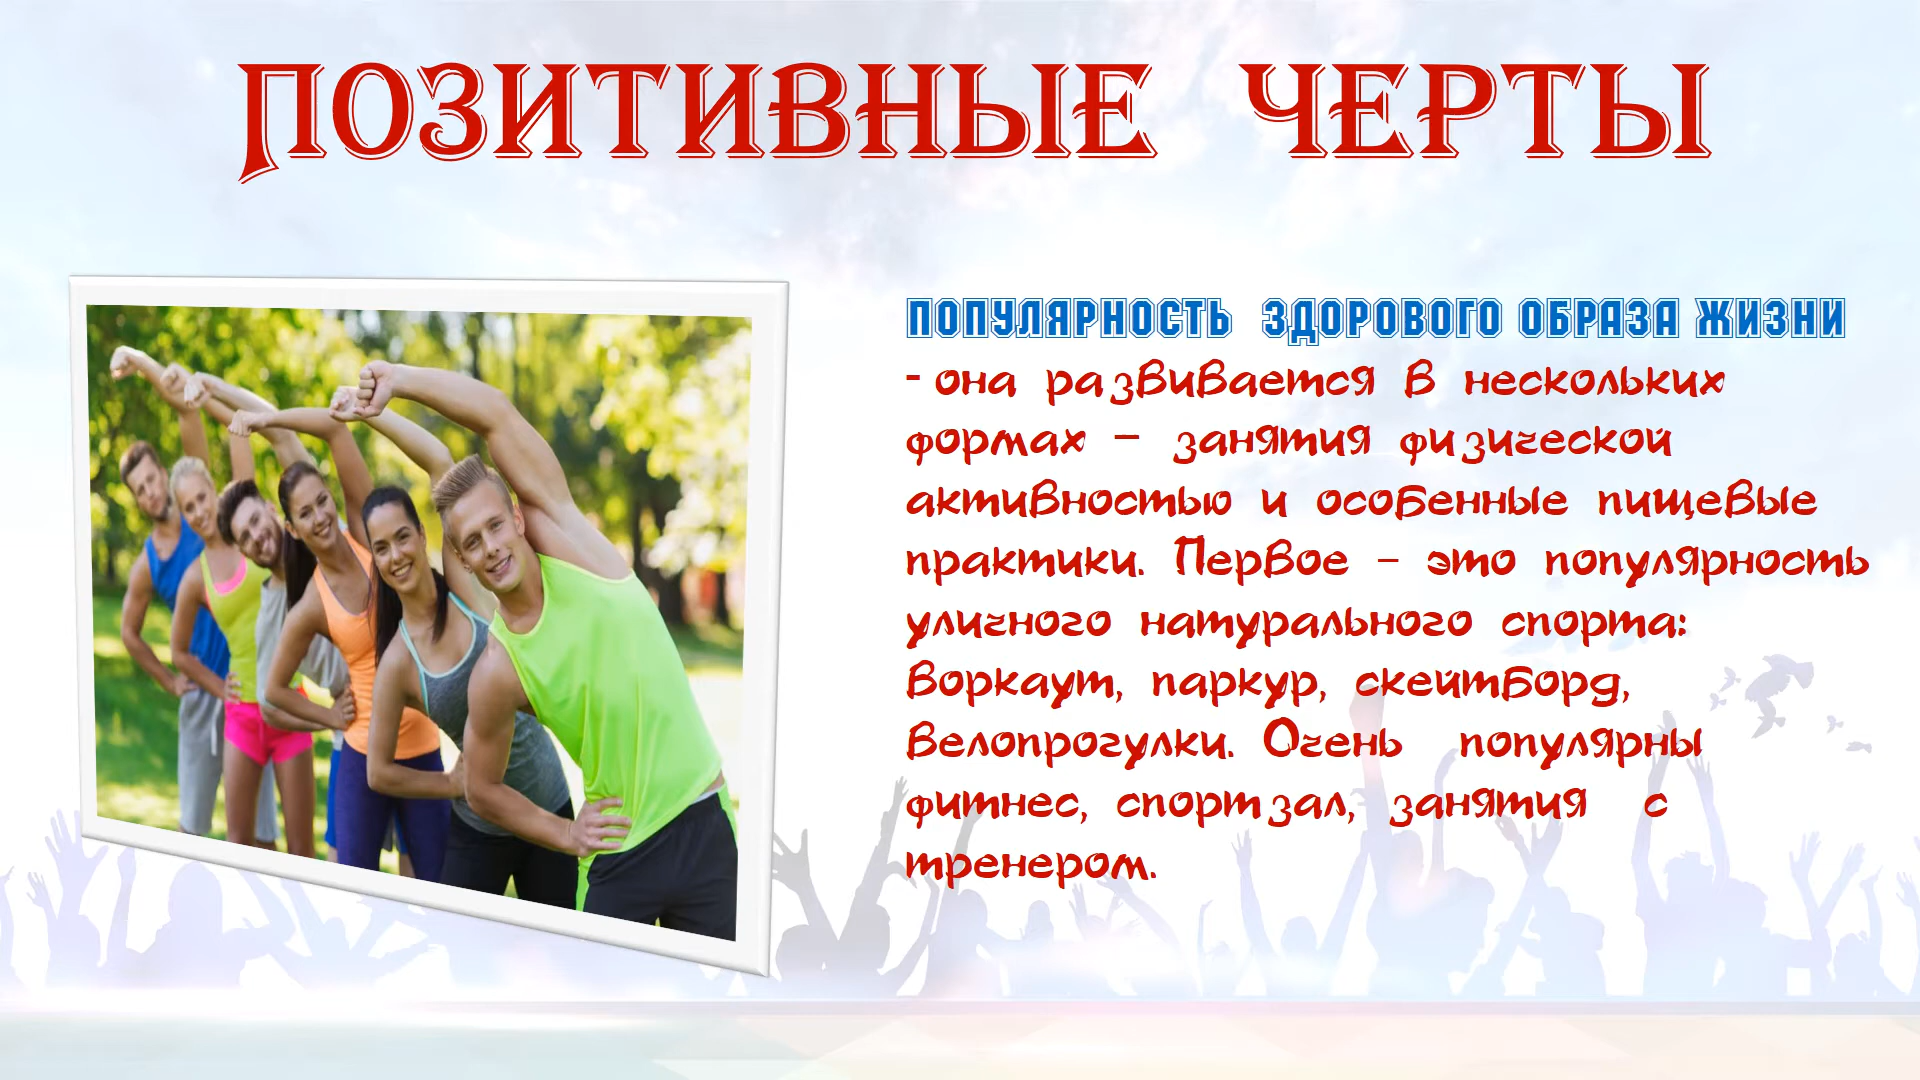 ПОЗИТИВНЫЕ ЧЕРТЫ
ПОПУЛЯРНОСТЬ ЗДОРОВОГО ОБРАЗА ЖИЗНИ
- она развивается в нескольких
формах – занятия физической
активностью и особенные пищевые
практики. Первое – это популярность
уличного натурального спорта:
Воркаут, паркур, скейтборд,
велопрогулки. Очень популярны
фитнес, спортзал, занятия с
тренером.